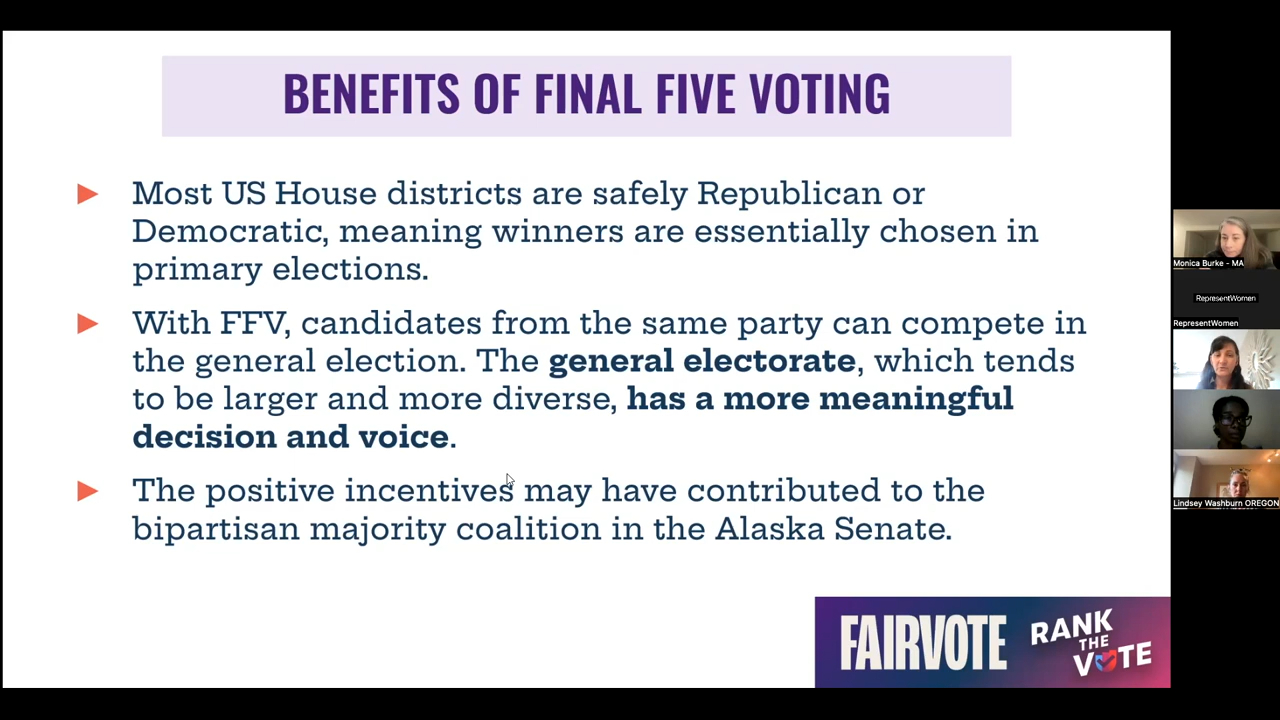 BENEFITS OF FINAL FIVE VOTING
Most US House districts are safely Republican or
Democratic, meaning winners are essentially chosen in
primary elections.
With FFV, candidates from the same party can compete in
the general election. The general electorate, which tends
to be larger and more diverse, has a more meaningful
decision and voice.
The positive incentives may have contributed to the
bipartisan majority coalition in the Alaska Senate.
FAIRVOTE
RANK
THE
VOTE
Monica Burke - MA
RepresentWomen
RepresentWomen
Lindsey Washburn OREGON